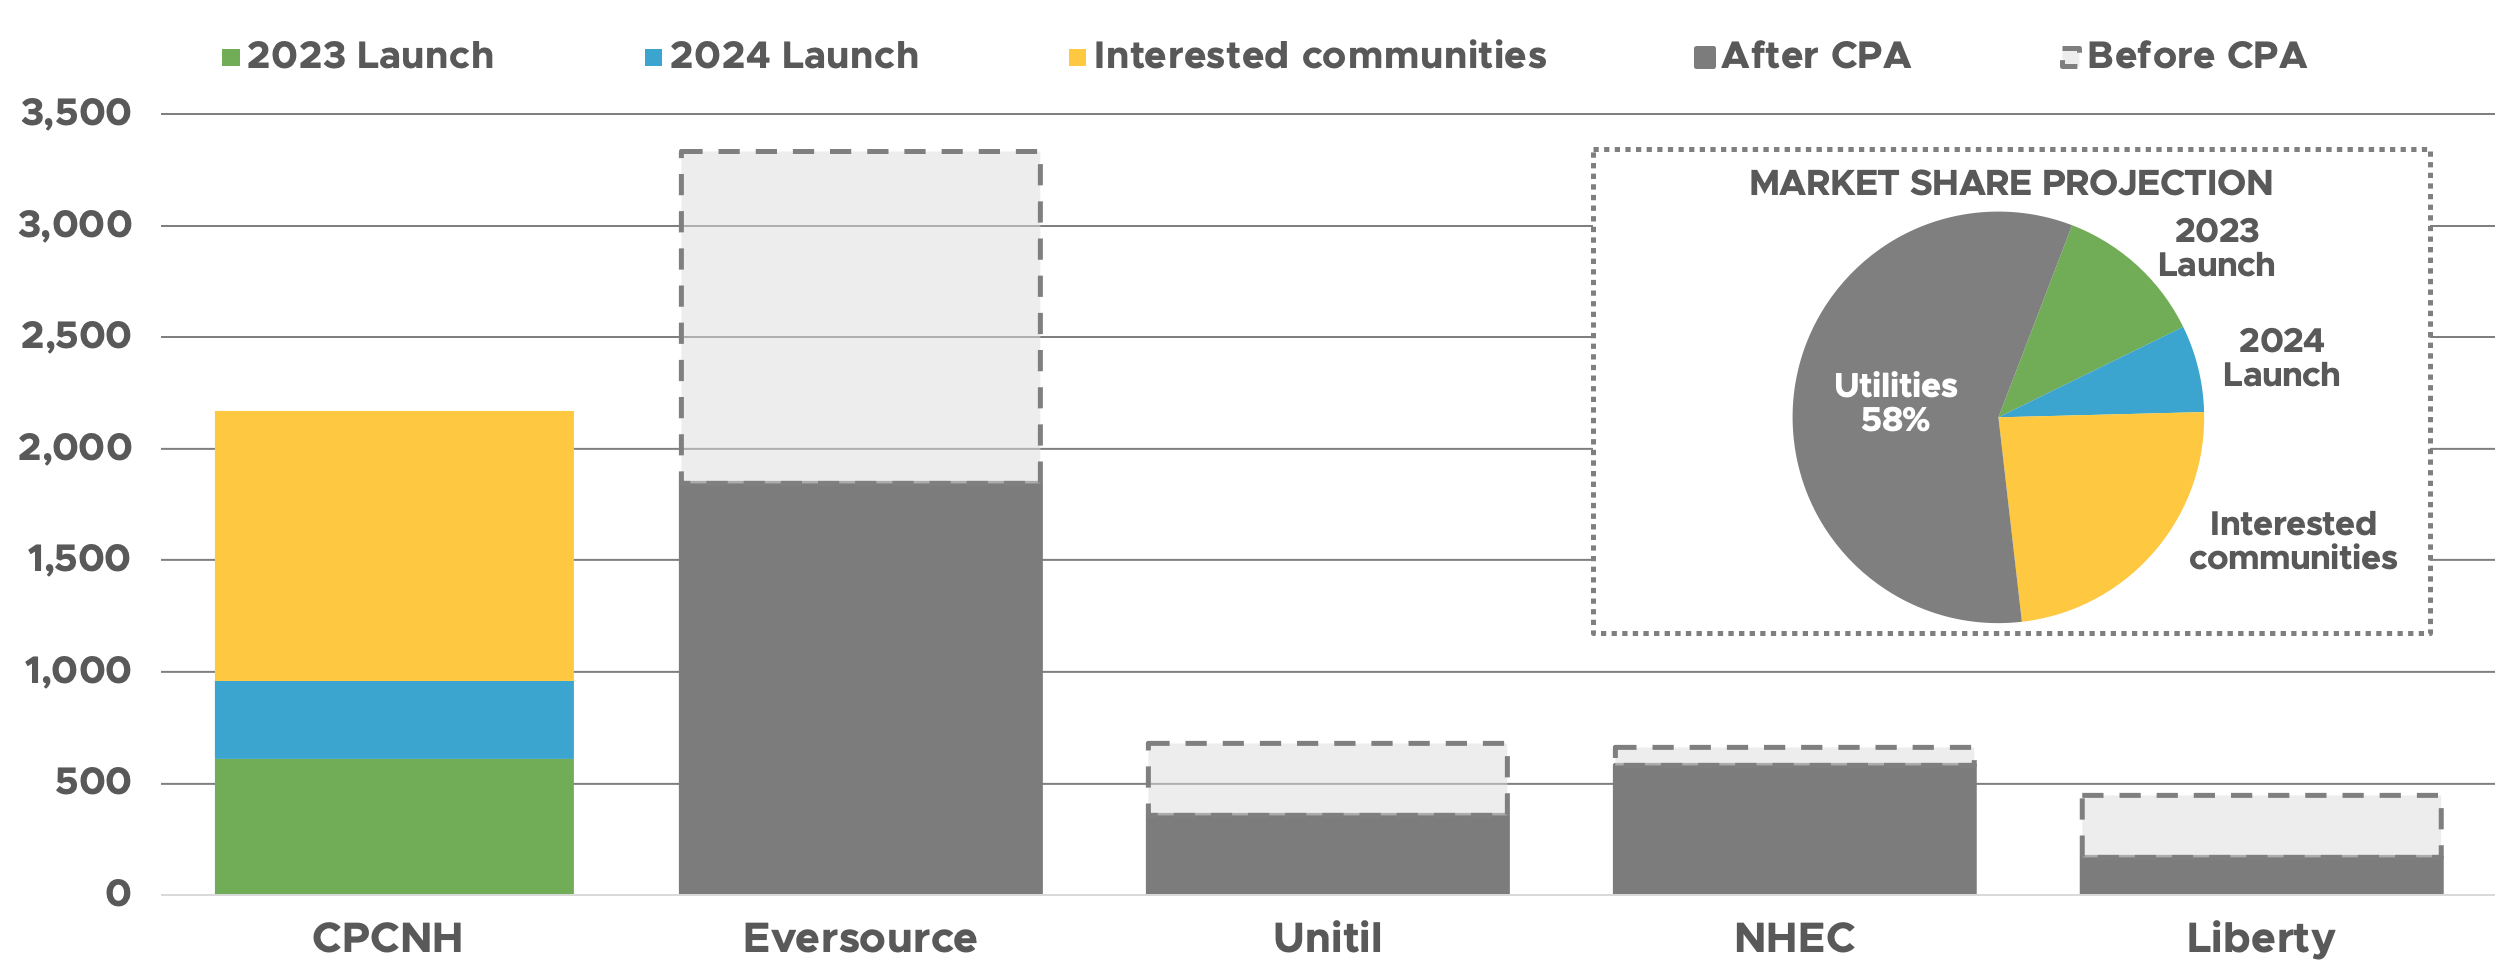 2023 Launch
2024 Launch
Interested communities
After CPA
Before CPA
3,500
3,000
2,500
2,000
1,500
1,000
500
0
MARKET SHARE PROJECTION
2023
Launch
2024
Launch
Utilities
58%
Interested
communities
CPCNH
Eversource
Unitil
NHEC
Liberty